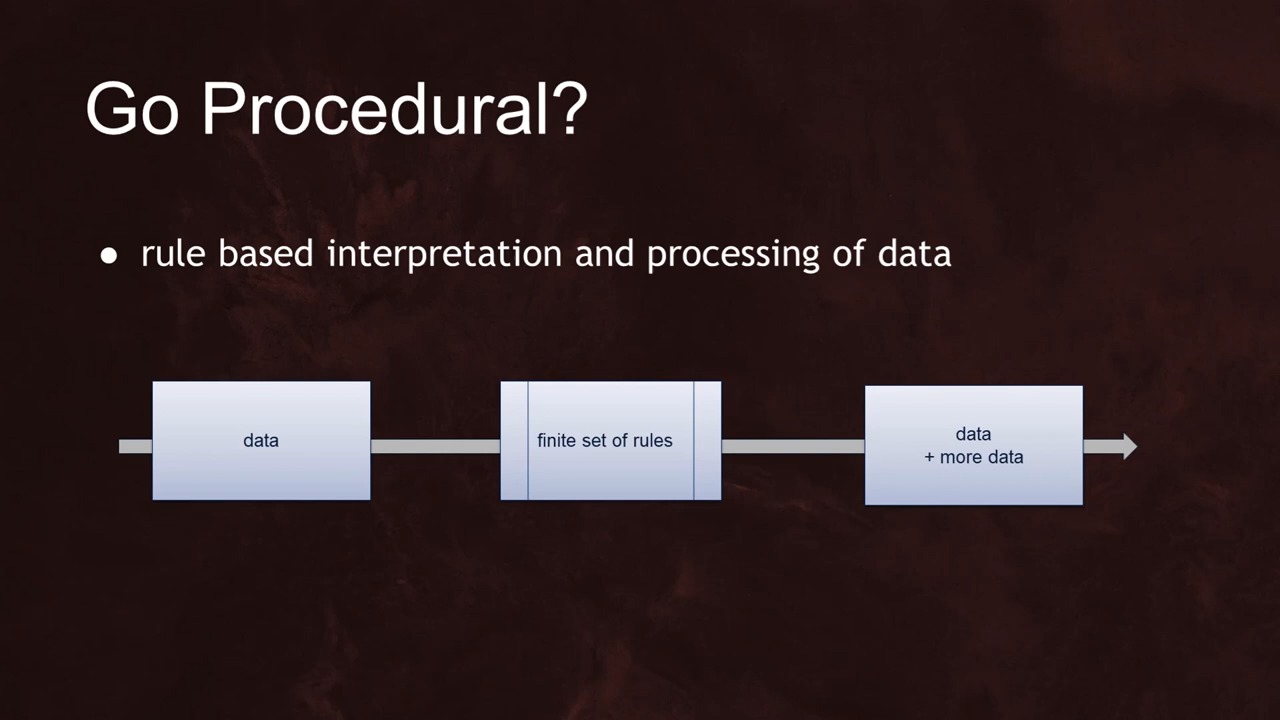 Go Procedural?
● rule based interpretation and processing of data
data
finite set of rules
data
+ more data